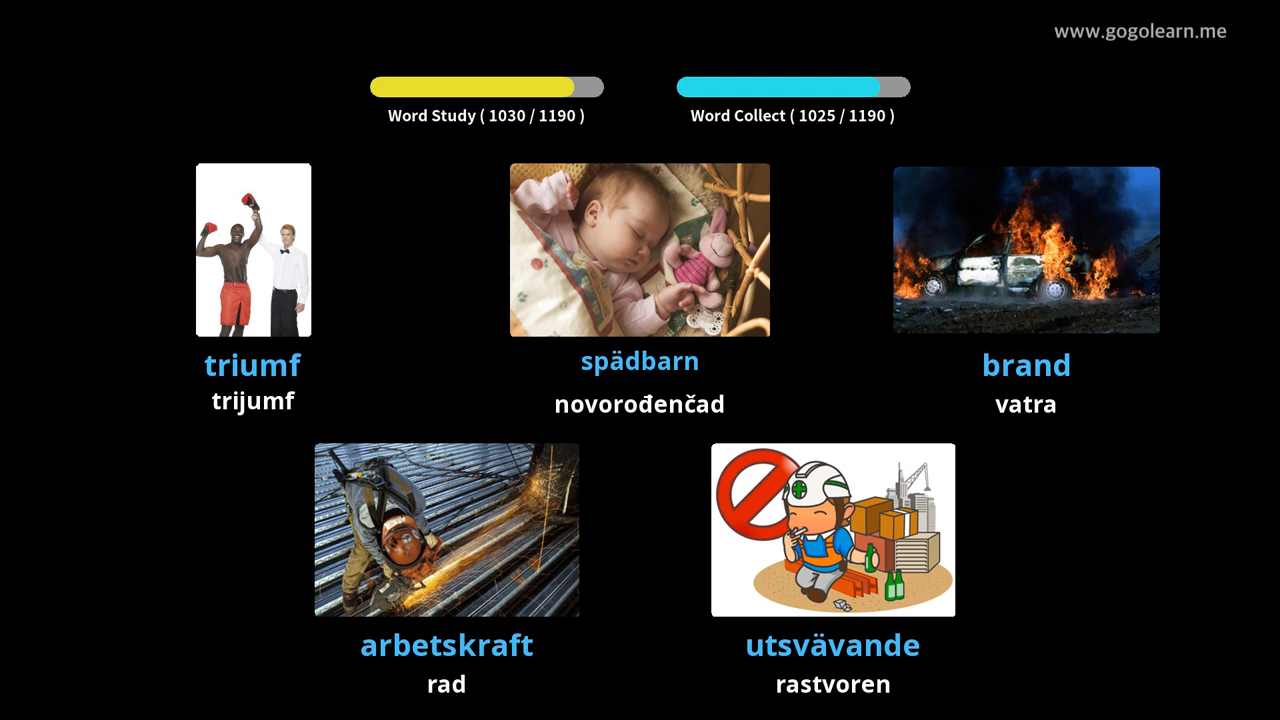 www.gogolearn.me
Word Study ( 1030 / 1190 )
Word Collect ( 1025 / 1190 )
triumf
trijumf
spädbarn
novorođenčad
brand
vatra
arbetskraft
rad
utsvävande
rastvoren